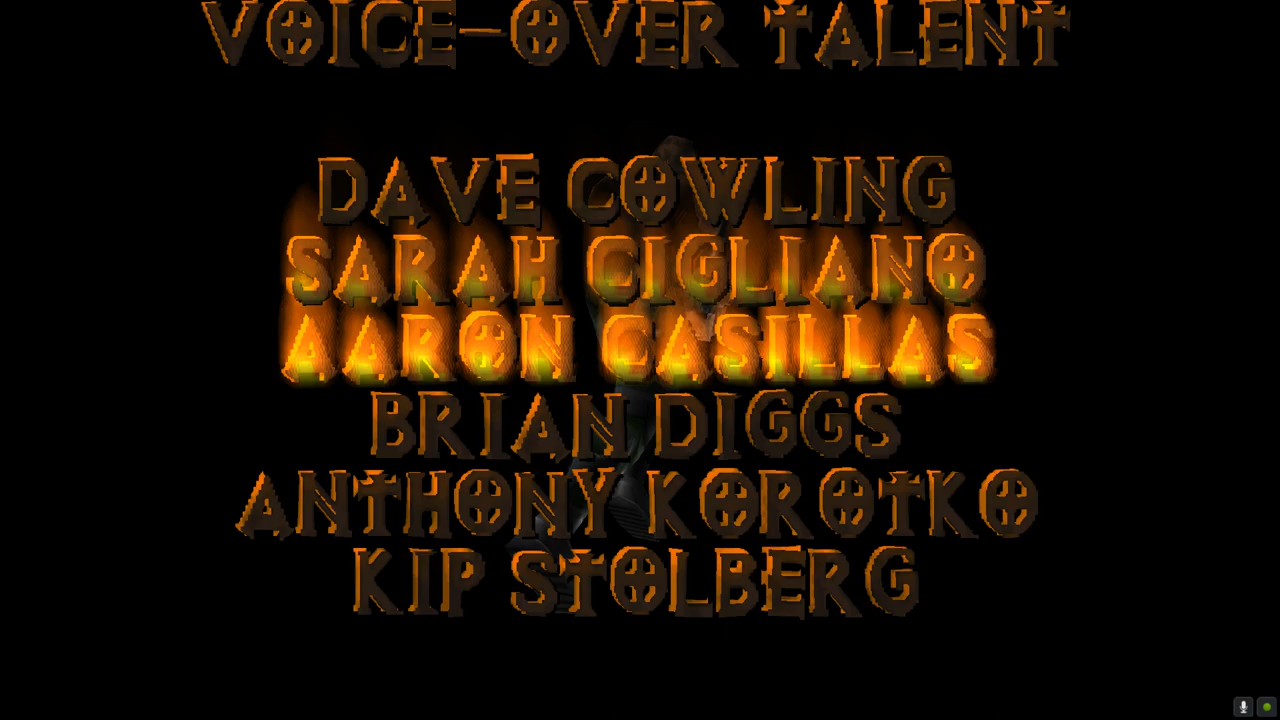 VOICE-OVER TALENT
DAVE COWLING
SARAH CIGLIANO
AARON CASILLAS
BRIAN DIGGS
ANTHONY KOROTKO
KIP STOLBERG